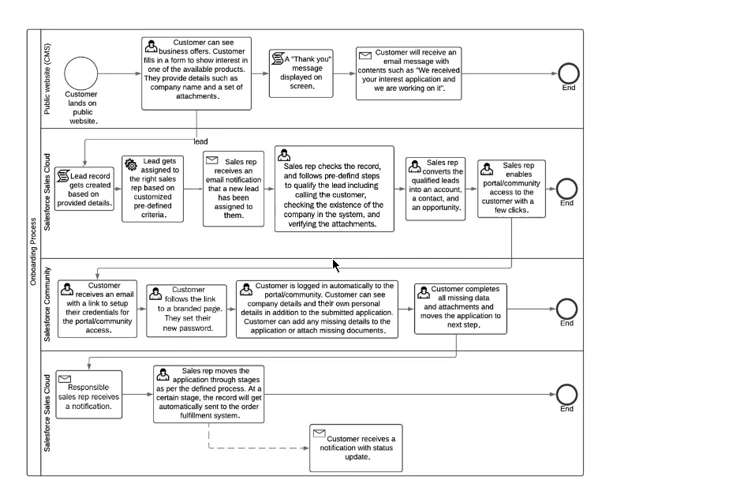 Onboarding Process
Public website (CMS)
Customer
lands on
public
website.
Customer can see
business offers. Customer
fills in a form to show interest in
one of the available products.
They provide details such as
company name and a set of
attachments.
A "Thank you"
message
displayed on
screen.
Customer will receive an
email message with
contents such as "We received
your interest application and
we are working on it".
End
lead
Salesforce Sales Cloud
Lead record
gets created
based on
provided details.
Lead gets
assigned to
the right sales
rep based on
customized
pre-defined
criteria.
Sales rep
receives an
email notification
that a new lead
has been
assigned to
them.
Sales rep checks the record,
and follows pre-defind steps
to qualify the lead including
calling the customer,
checking the existence of the
company in the system, and
verifying the attachments.
Sales rep
converts the
qualified leads
into an account,
a contact, and
an opportunity.
Sales rep
enables
portal/community
access to the
customer with a
few clicks.
End
Salesforce Community
Customer
receives an email
with a link to setup
their credentials for
the portal/community
access.
Customer
follows the link
to a branded page.
They set their
new password.
Customer is logged in automatically to the
portal/community. Customer can see
company details and their own personal
details in addition to the submitted application.
Customer can add any missing details to the
application or attach missing documents.
Customer completes
all missing data
and attachments and
moves the application to
next step.
End
Salesforce Sales Cloud
Responsible
sales rep receives
a notification.
Sales rep moves the
application through stages
as per the defined process. At a
certain stage, the record will get
automatically sent to the order
fulfillment system.
End
Customer receives a
notification with status
update.